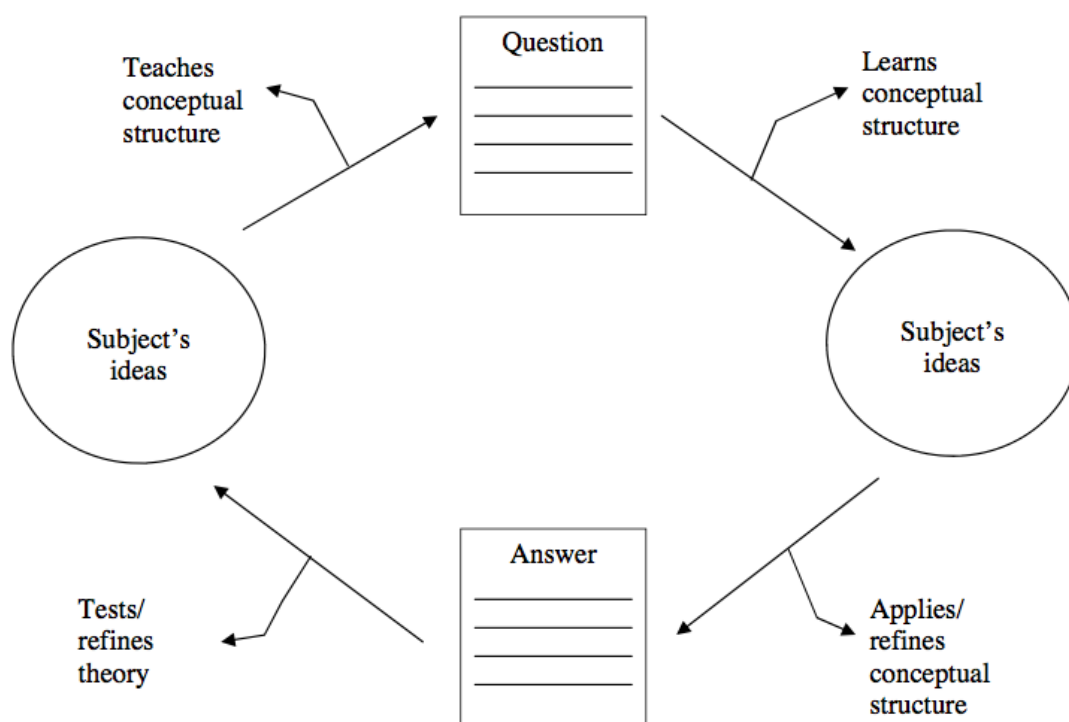 Question
Teaches
conceptual
structure
Learns
conceptual
structure
Subject’s
ideas
Subject’s
ideas
Answer
Tests/
refines
theory
Applies/
refines
conceptual
structure